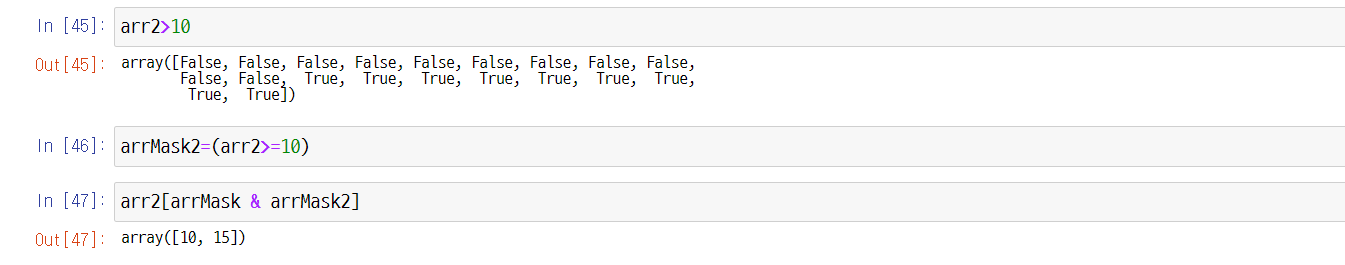 In [45]: arr2>10
Out[45]: array([False, False, False, False, False, False, False, False, False,
False, False, True, True, True, True, True, True, True,
True, True])
In [46]: arrMask2=(arr2>=10)
In [47]: arr2[arrMask & arrMask2]
Out[47]: array([10, 15])